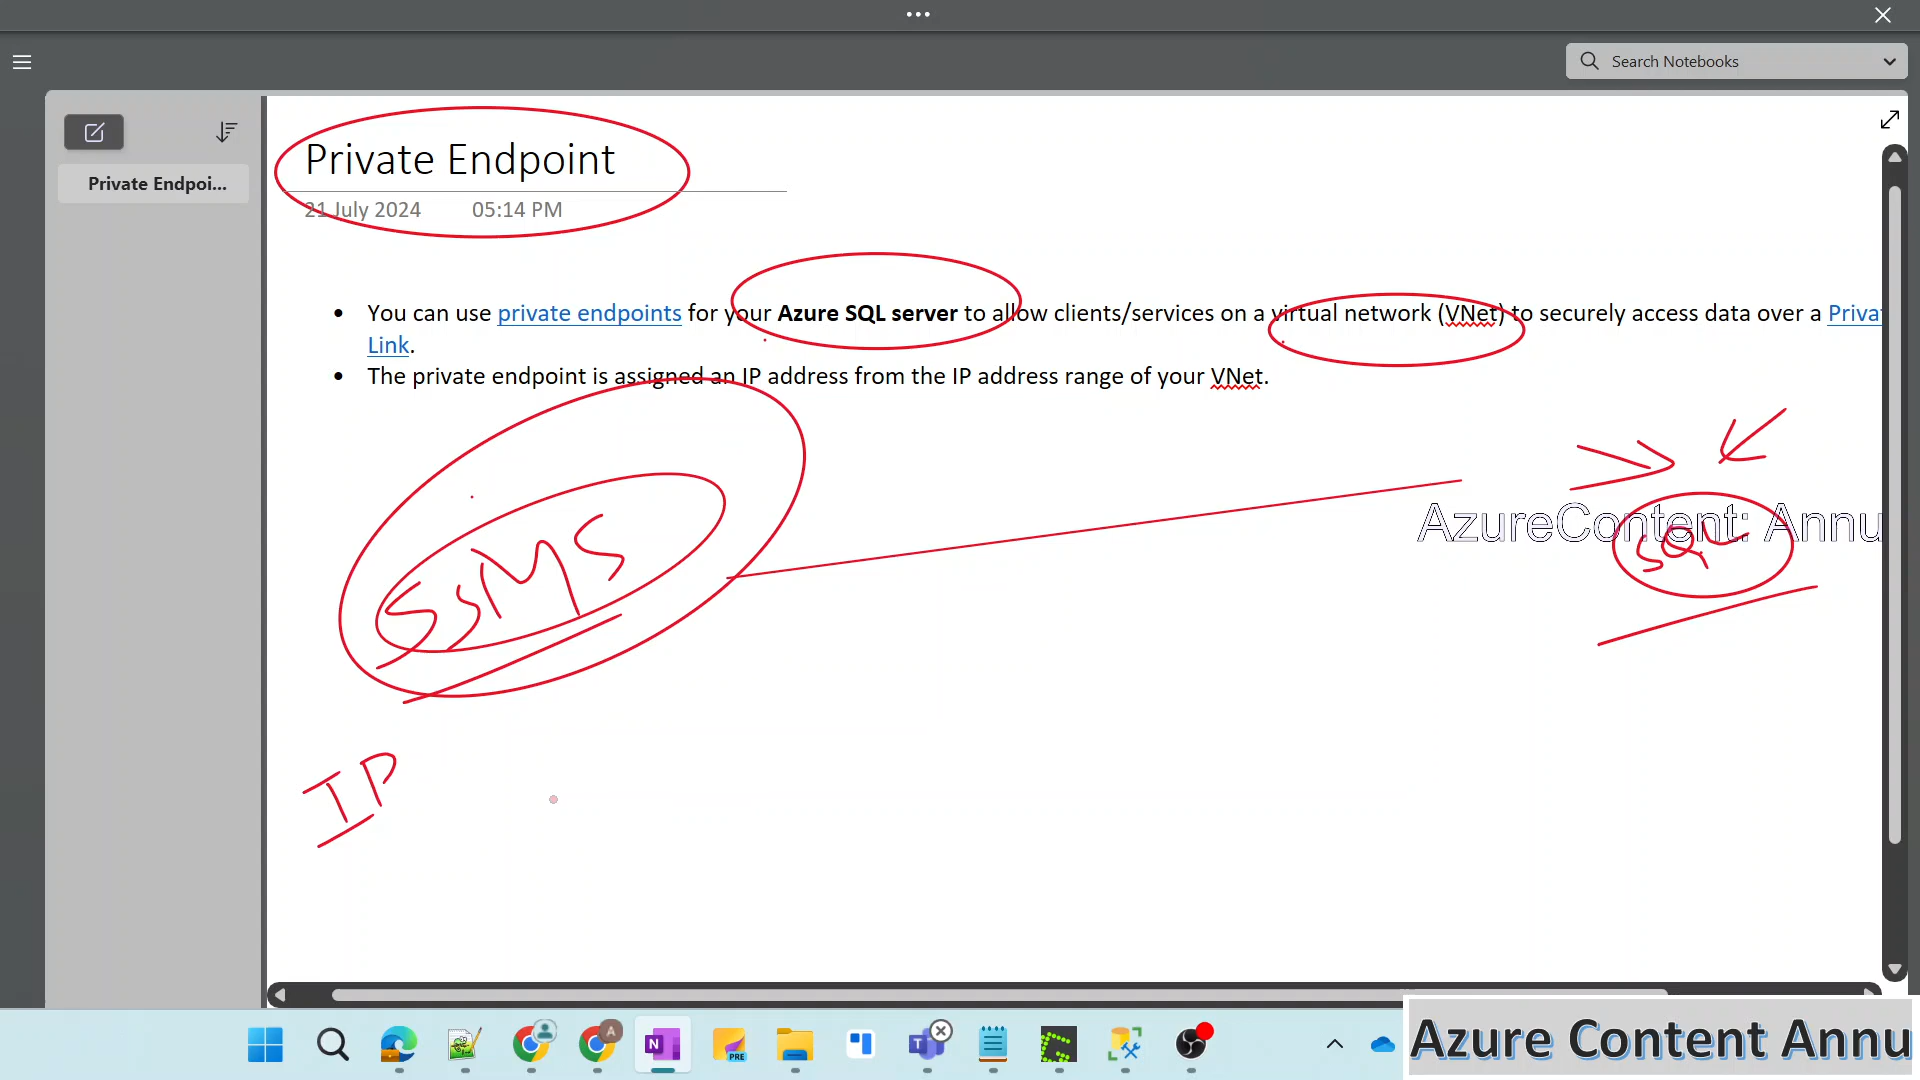 Search Notebooks
Private Endpoi...
Private Endpoint
21 July 2024 05:14 PM
• You can use private endpoints for your Azure SQL server to allow clients/services on a virtual network (VNet) to securely access data over a Priva
Link.
• The private endpoint is assigned an IP address from the IP address range of your VNet.
AzureContent: Annu
SQL
SSMS
IP
PRE
Azure Content Annu